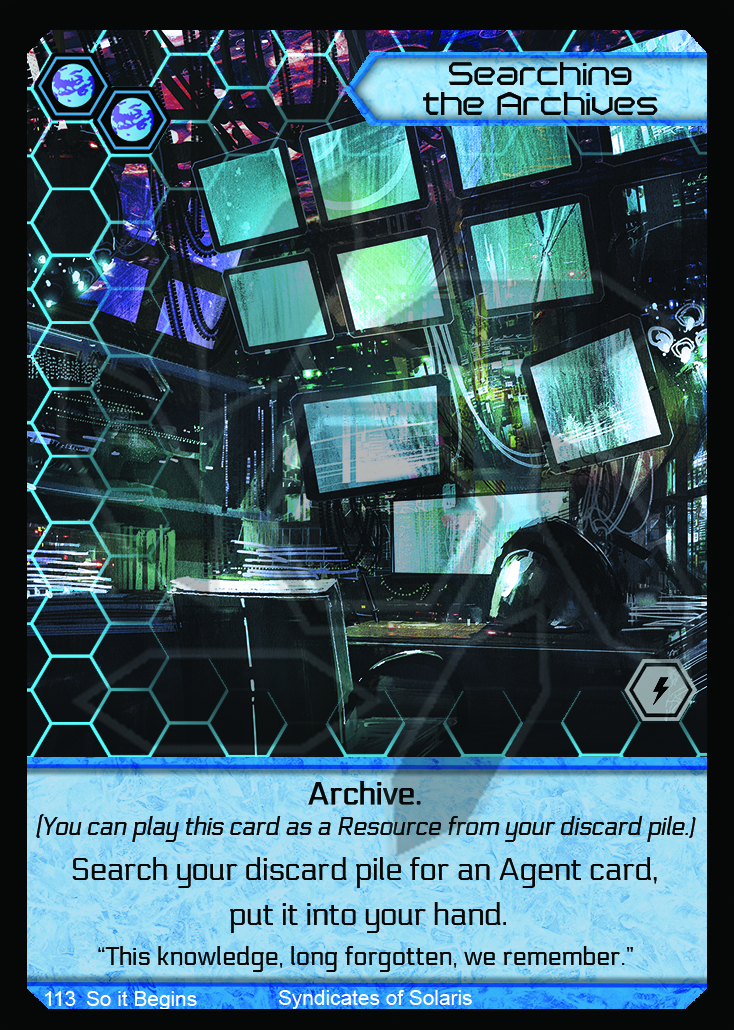 Searching
the Archives
Archive.
(You can play this card as a Resource from your discard pile.)
Search your discard pile for an Agent card,
put it into your hand.
“This knowledge, long forgotten, we remember.”
113 So it Begins Syndicates of Solaris